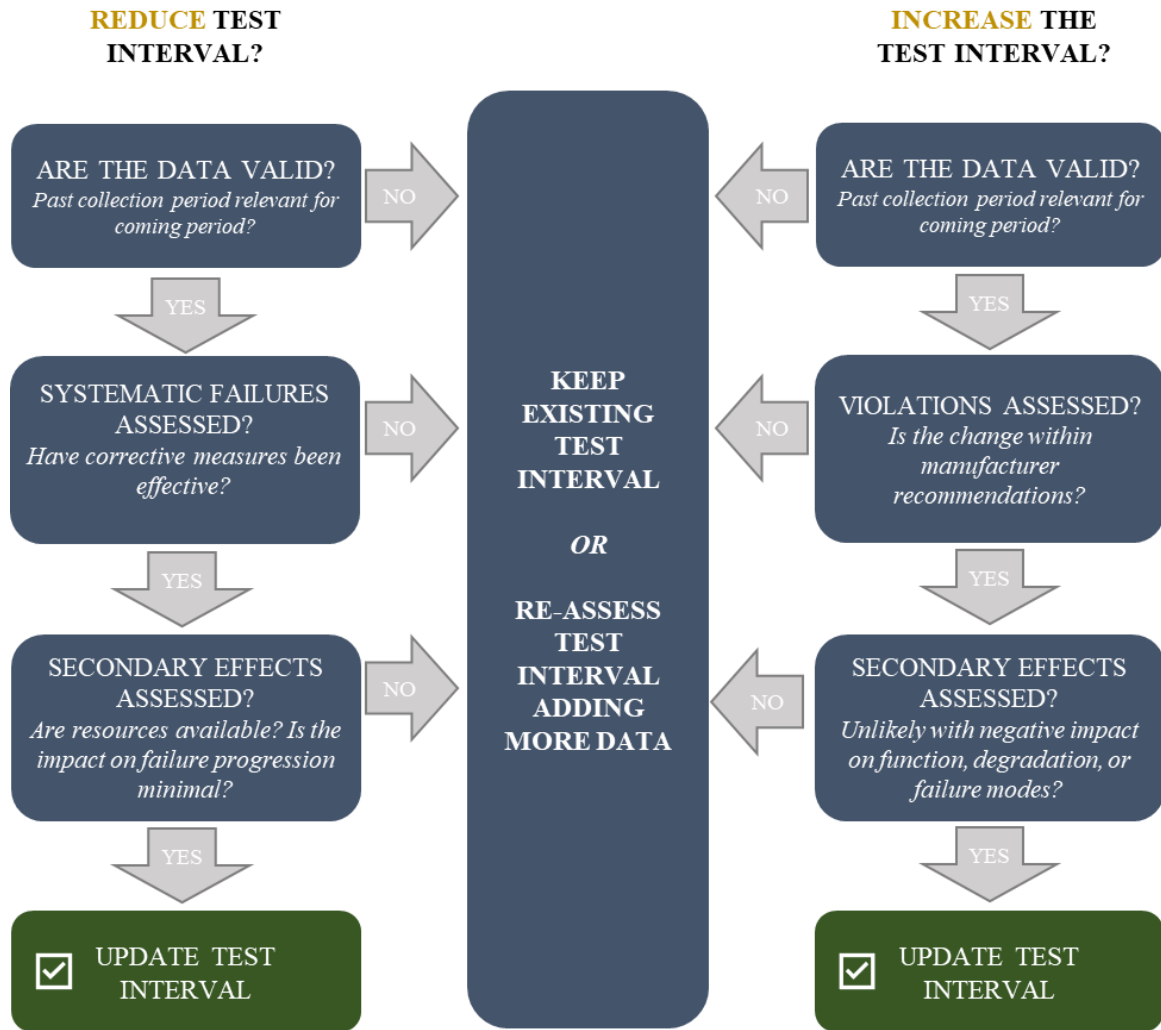 REDUCE TEST
INTERVAL?
ARE THE DATA VALID?
Past collection period relevant for
coming period?
NO
YES
SYSTEMATIC FAILURES
ASSESSED?
Have corrective measures been
effective?
NO
YES
SECONDARY EFFECTS
ASSESSED?
Are resources available? Is the
impact on failure progression
minimal?
NO
YES
UPDATE TEST
INTERVAL
KEEP
EXISTING
TEST
INTERVAL
OR
RE-ASSESS
TEST
INTERVAL
ADDING
MORE DATA
INCREASE THE
TEST INTERVAL?
ARE THE DATA VALID?
Past collection period relevant for
coming period?
NO
YES
VIOLATIONS ASSESSED?
Is the change within
manufacturer
recommendations?
NO
YES
SECONDARY EFFECTS
ASSESSED?
Unlikely with negative impact
on function, degradation, or
failure modes?
NO
YES
UPDATE TEST
INTERVAL